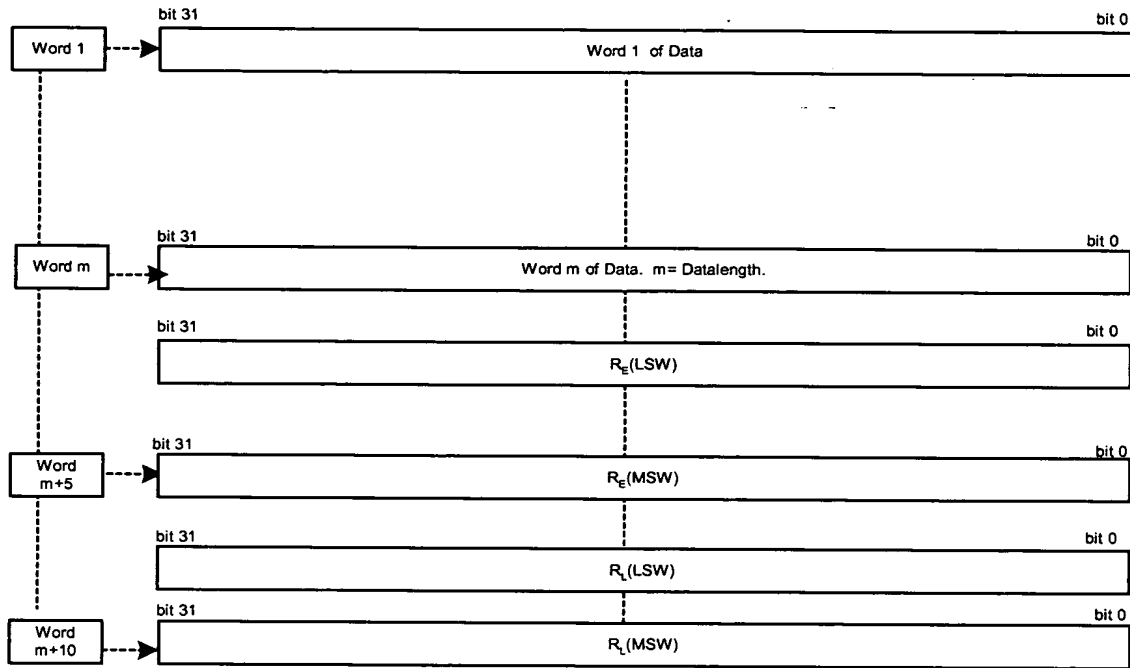 bit 31
bit 0
Word 1
Word 1 of Data
bit 31
bit 0
Word m
Word m of Data. m= Datalength.
bit 31
bit 0
R_E(LSW)
bit 31
bit 0
Word
m+5
R_E(MSW)
bit 31
bit 0
R_L(LSW)
bit 31
bit 0
Word
m+10
R_L(MSW)